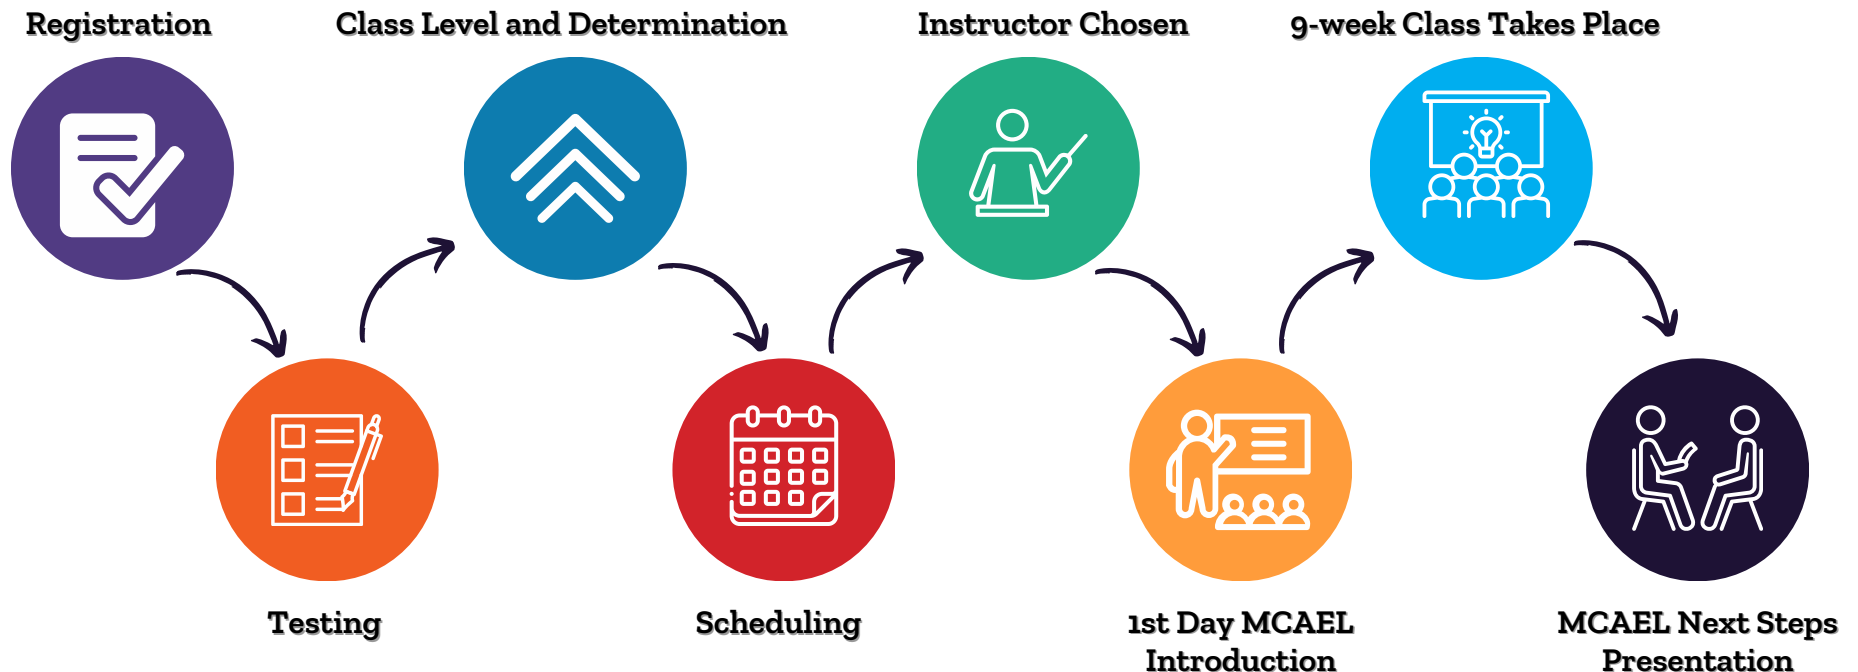 Registration
Class Level and Determination
Instructor Chosen
9-week Class Takes Place
Testing
Scheduling
1st Day MCAEL
Introduction
MCAEL Next Steps
Presentation